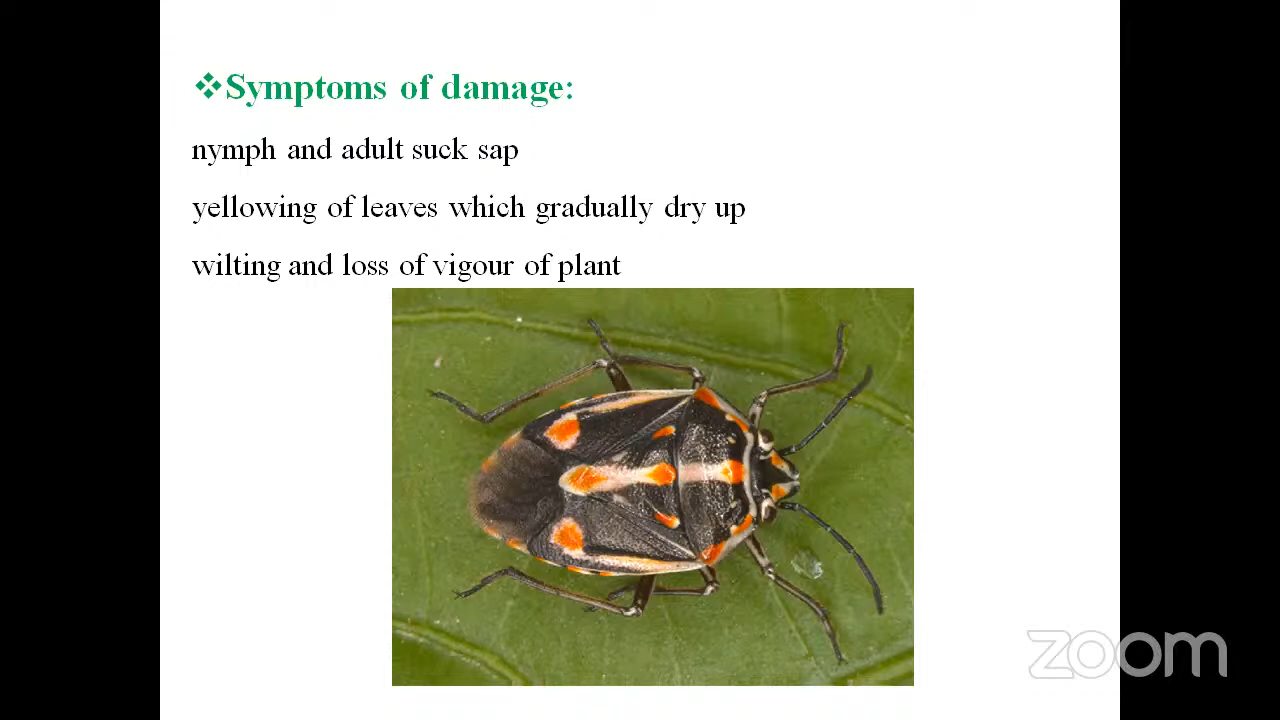 ❖Symptoms of damage:
nymph and adult suck sap
yellowing of leaves which gradually dry up
wilting and loss of vigour of plant
zoom